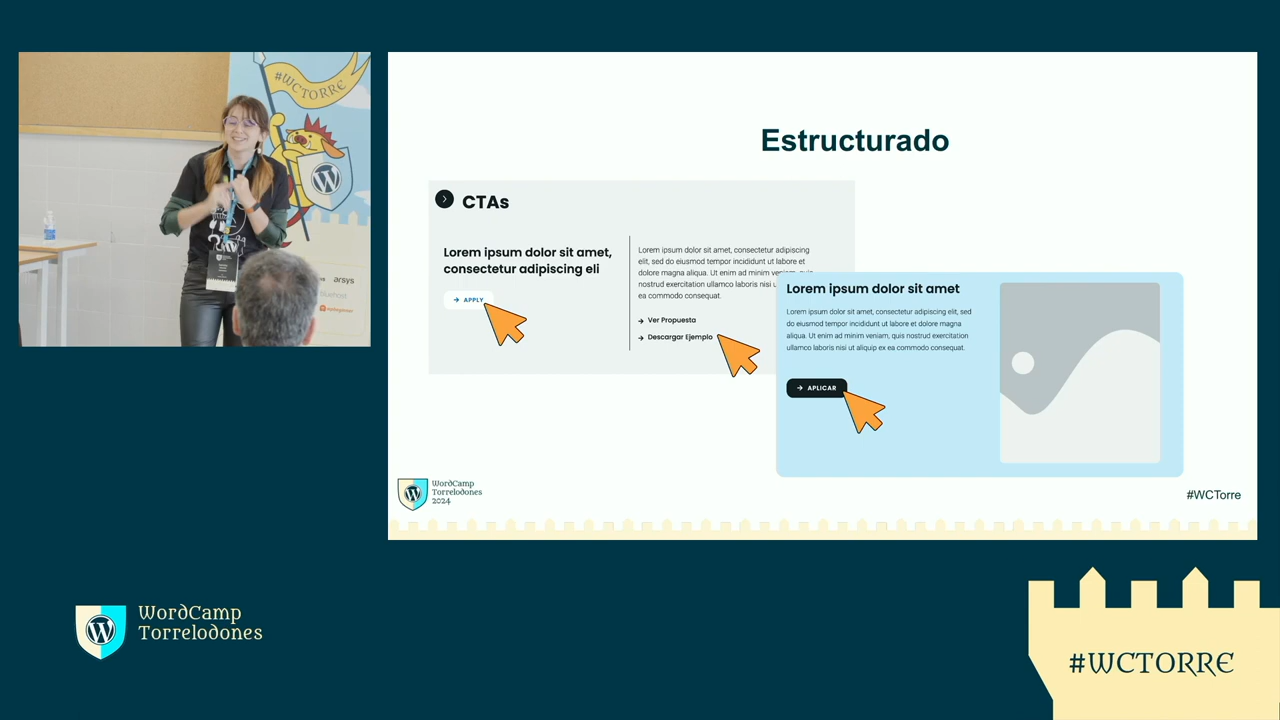 #WCTORRE
arsys
Estructurado
CTAs
Lorem ipsum dolor sit amet,
consectetur adipiscing eli
APPLY
Lorem ipsum dolor sit amet, consectetur adipiscing
elit, sed do eiusmod tempor incididunt ut labore et
dolore magna aliqua. Ut enim ad minim veniam, quis
nostrud exercitation ullamco laboris nisi u
ea commodo consequat.
Ver Propuesta
Descargar Ejemplo
Lorem ipsum dolor sit amet
Lorem ipsum dolor sit amet, consectetur adipiscing elit, sed
do eiusmod tempor incididunt ut labore et dolore magna
aliqua. Ut enim ad minim veniam, quis nostrud exercitation
ullamco laboris nisi ut aliquip ex ea commodo consequat.
APLICAR
WordCamp
Torrelodones
2024
#WCTorre
WordCamp
Torrelodones
#WCTORRE